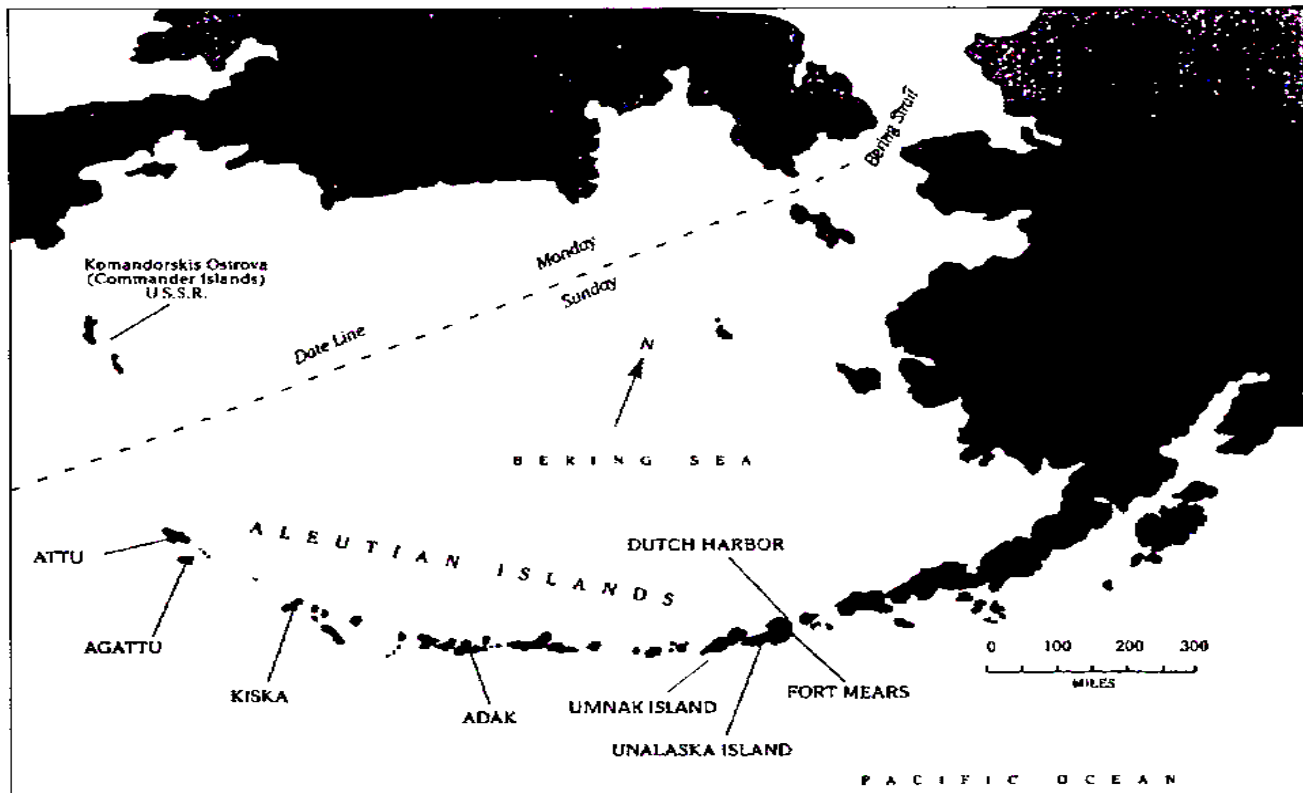 Bering Strait
Monday
Sunday
Komandorskis Ostrova
(Commander Islands)
U.S.S.R.
Date Line
N
BERING SEA
ALEUTIAN ISLANDS
DUTCH HARBOR
ATTU
AGATTU
KISKA
ADAK
UMNAK ISLAND
FORT MEARS
UNALASKA ISLAND
0 100 200 300
MILES
PACIFIC OCEAN